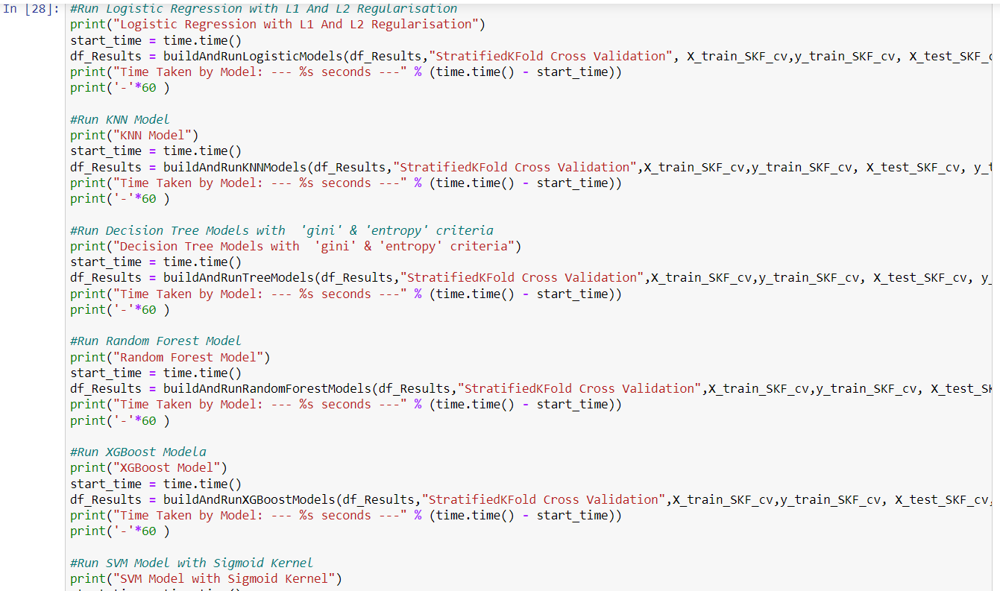 In [28]: #Run Logistic Regression with L1 And L2 Regularisation
print("Logistic Regression with L1 And L2 Regularisation")
start_time = time.time()
df_Results = buildAndRunLogisticModels(df_Results,"StratifiedKFold Cross Validation", X_train_SKF_cv,y_train_SKF_cv, X_test_SKF_c
print("Time Taken by Model: --- %s seconds ---" % (time.time() - start_time))
print('-'*60 )

#Run KNN Model
print("KNN Model")
start_time = time.time()
df_Results = buildAndRunKNNModels(df_Results,"StratifiedKFold Cross Validation",X_train_SKF_cv,y_train_SKF_cv, X_test_SKF_cv, y_t
print("Time Taken by Model: --- %s seconds ---" % (time.time() - start_time))
print('-'*60 )

#Run Decision Tree Models with  'gini' & 'entropy' criteria
print("Decision Tree Models with  'gini' & 'entropy' criteria")
start_time = time.time()
df_Results = buildAndRunTreeModels(df_Results,"StratifiedKFold Cross Validation",X_train_SKF_cv,y_train_SKF_cv, X_test_SKF_cv, y_
print("Time Taken by Model: --- %s seconds ---" % (time.time() - start_time))
print('-'*60 )

#Run Random Forest Model
print("Random Forest Model")
start_time = time.time()
df_Results = buildAndRunRandomForestModels(df_Results,"StratifiedKFold Cross Validation",X_train_SKF_cv,y_train_SKF_cv, X_test_SK
print("Time Taken by Model: --- %s seconds ---" % (time.time() - start_time))
print('-'*60 )

#Run XGBoost Modela
print("XGBoost Model")
start_time = time.time()
df_Results = buildAndRunXGBoostModels(df_Results,"StratifiedKFold Cross Validation",X_train_SKF_cv,y_train_SKF_cv, X_test_SKF_cv,
print("Time Taken by Model: --- %s seconds ---" % (time.time() - start_time))
print('-'*60 )

#Run SVM Model with Sigmoid Kernel
print("SVM Model with Sigmoid Kernel")